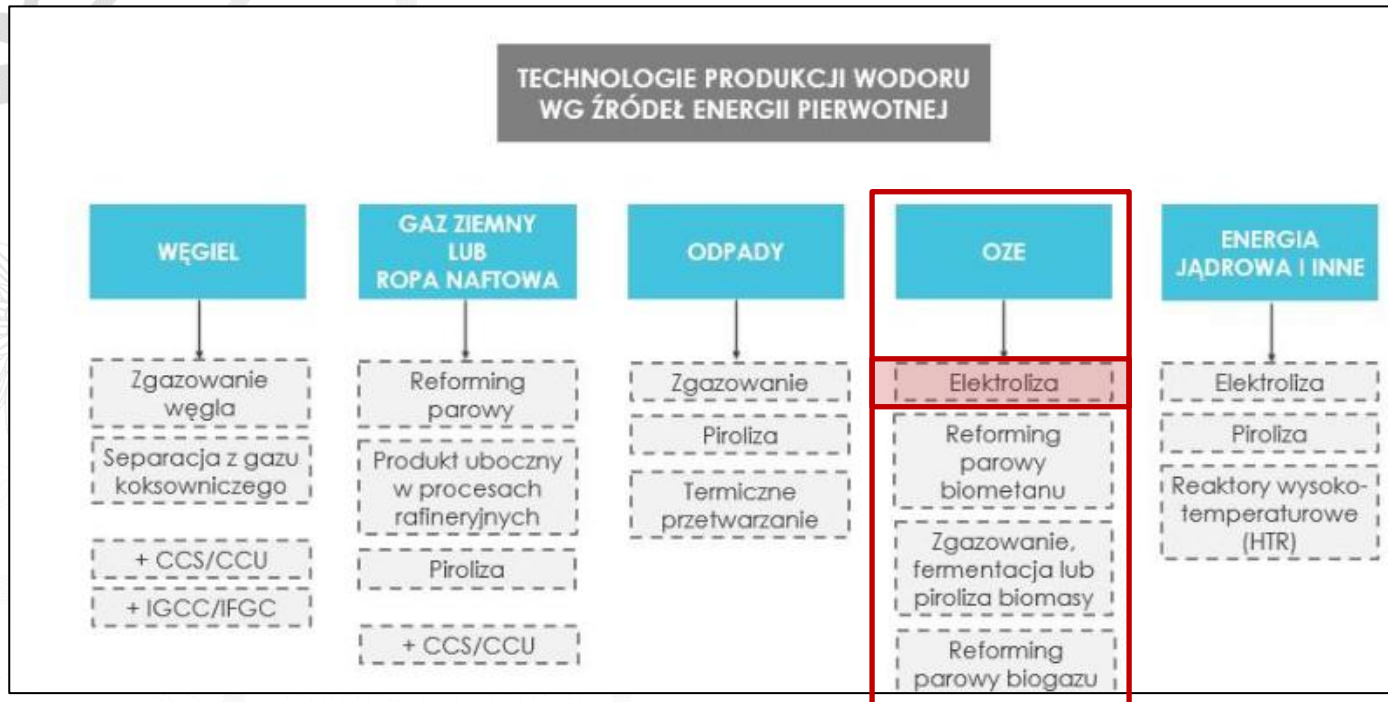 TECHNOLOGIE PRODUKCJI WODORU
WG ŹRÓDEŁ ENERGII PIERWOTNEJ
WĘGIEL
Zgazowanie
węgla
Separacja z gazu
koksowniczego
+ CCS/CCU
+ IGCC/IFGC
GAZ ZIEMNY
LUB
ROPA NAFTOWA
Reforming
parowy
Produkt uboczny
w procesach
rafineryjnych
Piroliza
+ CCS/CCU
ODPADY
Zgazowanie
Piroliza
Termiczne
przetwarzanie
OZE
Elektroliza
Reforming
parowy
biometanu
Zgazowanie,
fermentacja lub
piroliza biomasy
Reforming
parowy biogazu
ENERGIA
JĄDROWA I INNE
Elektroliza
Piroliza
Reaktory wysoko-
temperaturowe
(HTR)